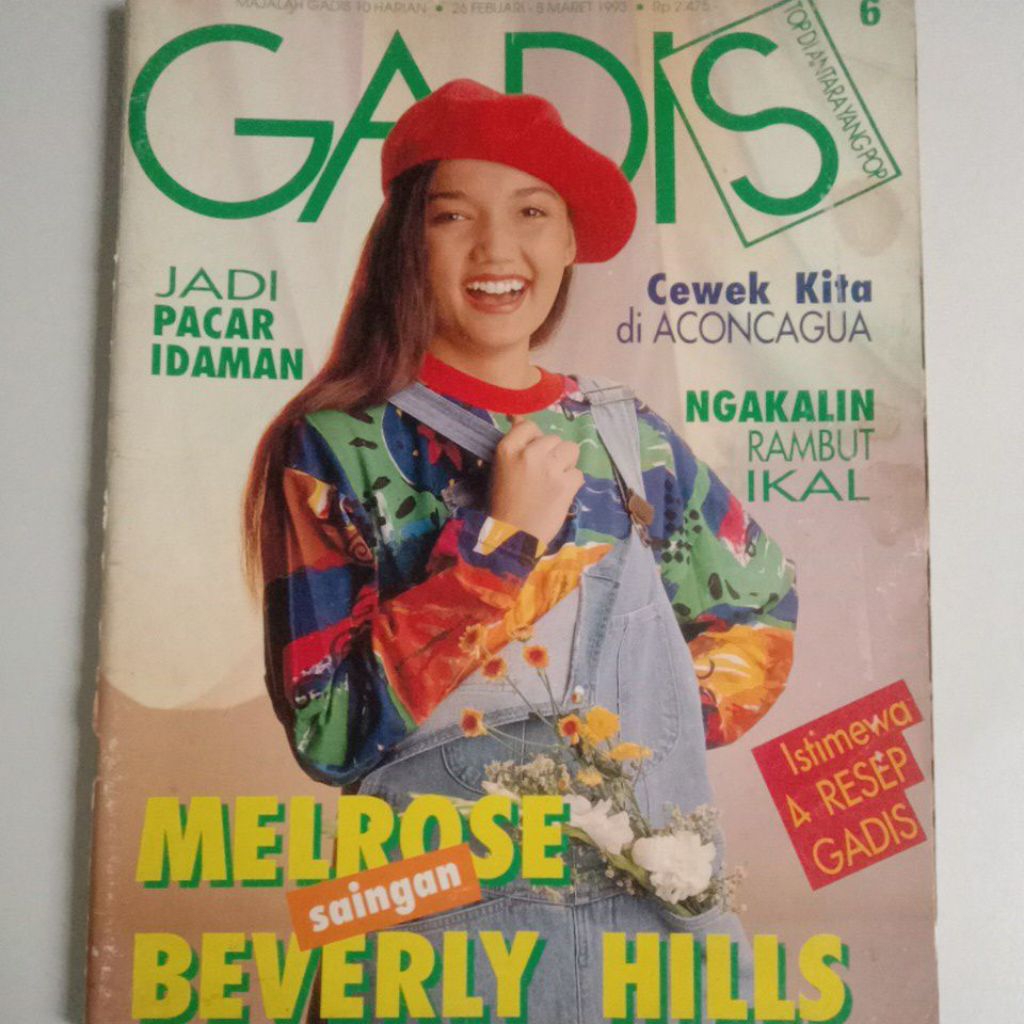 MAJALAH GADIS 10 HARIAN • 26 FEBUARI - 8 MARET 1993 • Rp 2.475,-
6
GADIS
TOP DI ANTARA YANG POP
JADI
PACAR
IDAMAN
Cewek Kita
di ACONCAGUA
NGAKALIN
RAMBUT
IKAL
Istimewa
4 RESEP
GADIS
MELROSE
saingan
BEVERLY HILLS